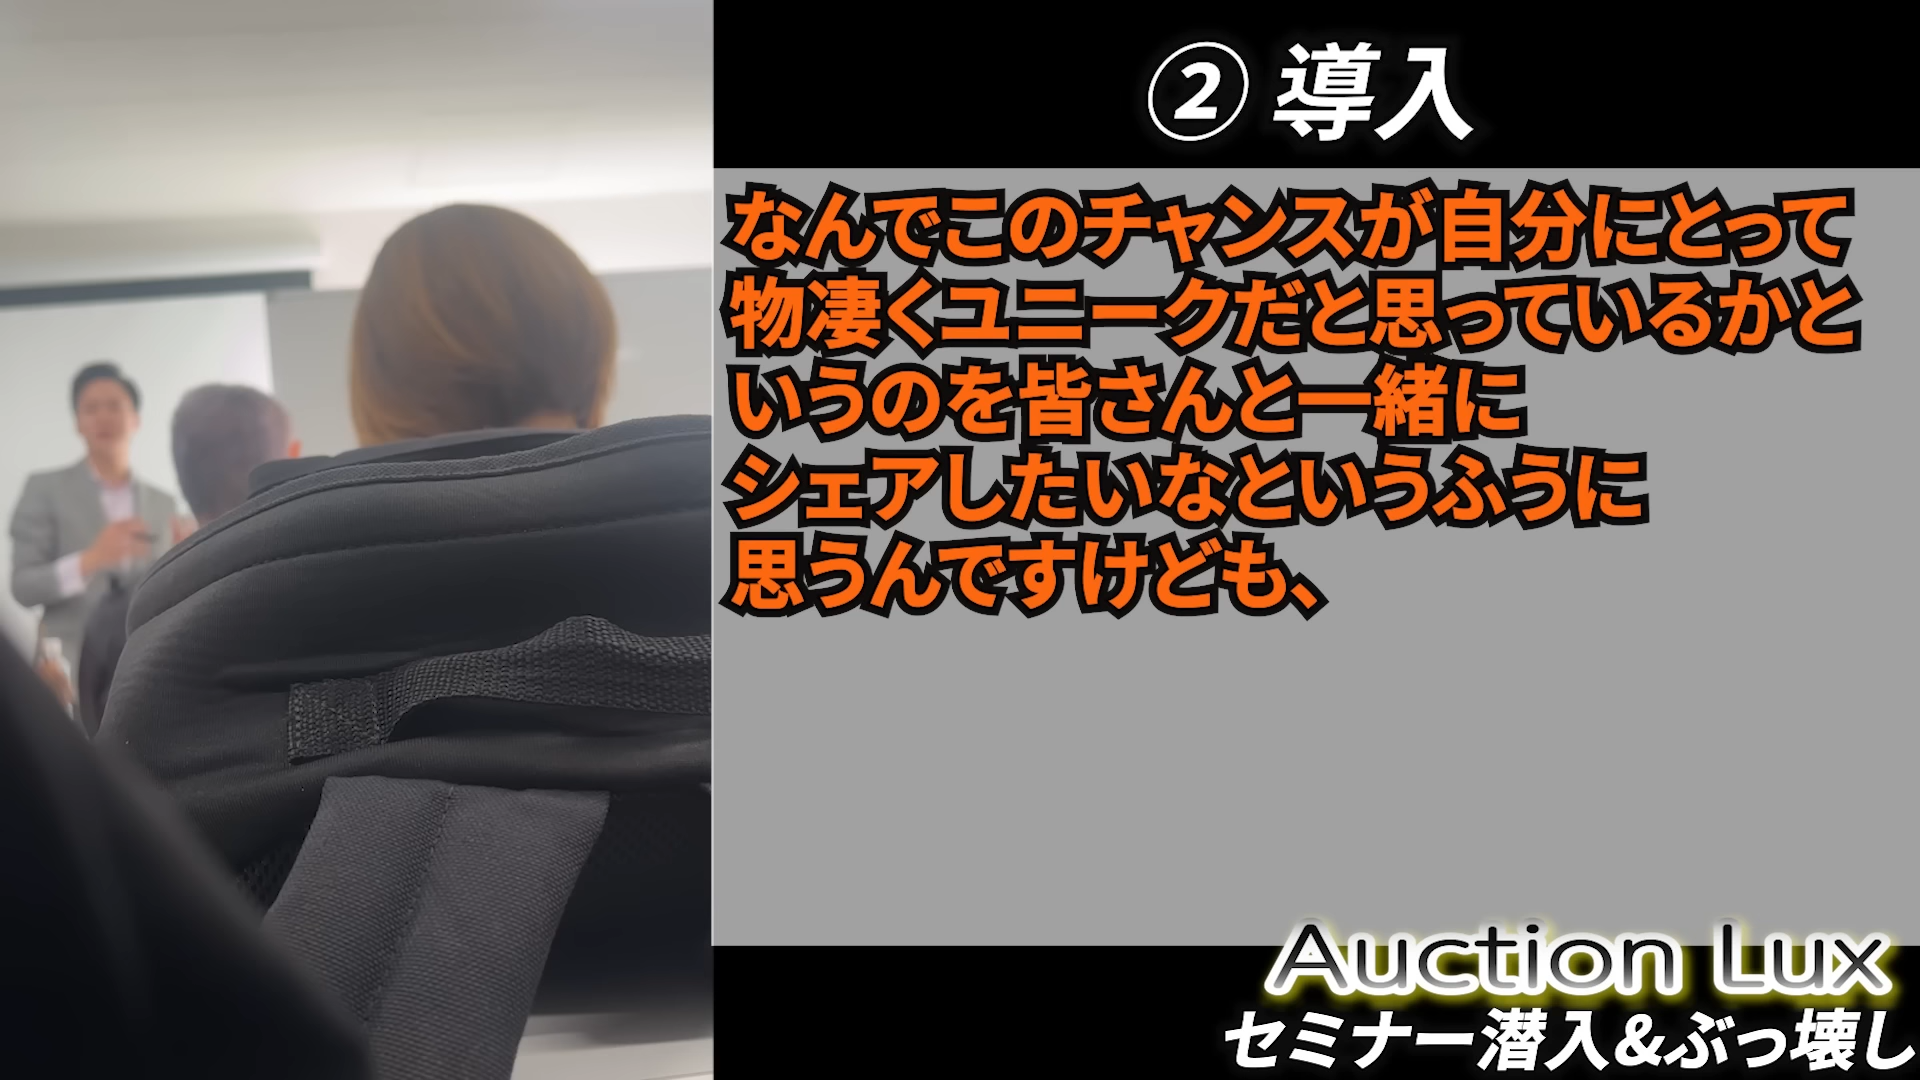 ② 導入
なんでこのチャンスが自分にとって
物凄くユニークだと思っているかと
いうのを皆さんと一緒に
シェアしたいなというふうに
思うんですけども、
Auction Lux
セミナー潜入&ぶっ壊し